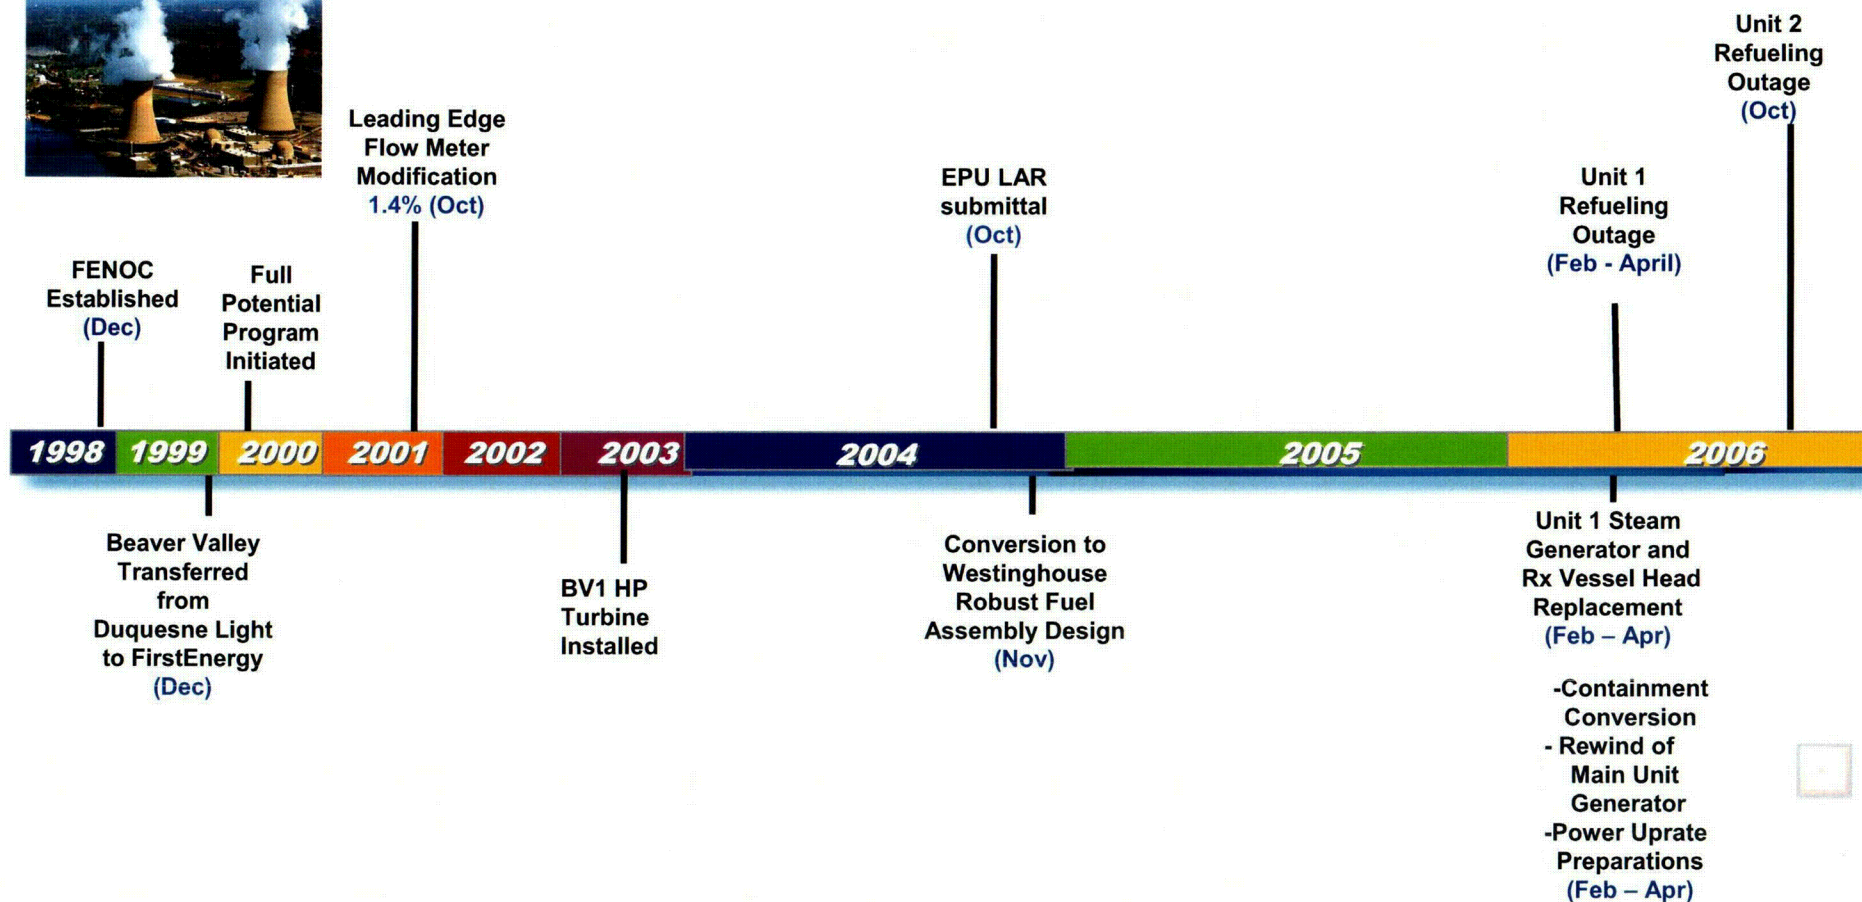 Unit 2
Refueling
Outage
(Oct)
Leading Edge
Flow Meter
Modification
1.4% (Oct)
EPU LAR
submittal
(Oct)
Unit 1
Refueling
Outage
(Feb - April)
FENOC
Established
(Dec)
Full
Potential
Program
Initiated
1998
1999
2000
2001
2002
2003
2004
2005
2006
Beaver Valley
Transferred
from
Duquesne Light
to FirstEnergy
(Dec)
BV1 HP
Turbine
Installed
Conversion to
Westinghouse
Robust Fuel
Assembly Design
(Nov)
Unit 1 Steam
Generator and
Rx Vessel Head
Replacement
(Feb – Apr)
-Containment
Conversion
- Rewind of
Main Unit
Generator
-Power Uprate
Preparations
(Feb – Apr)